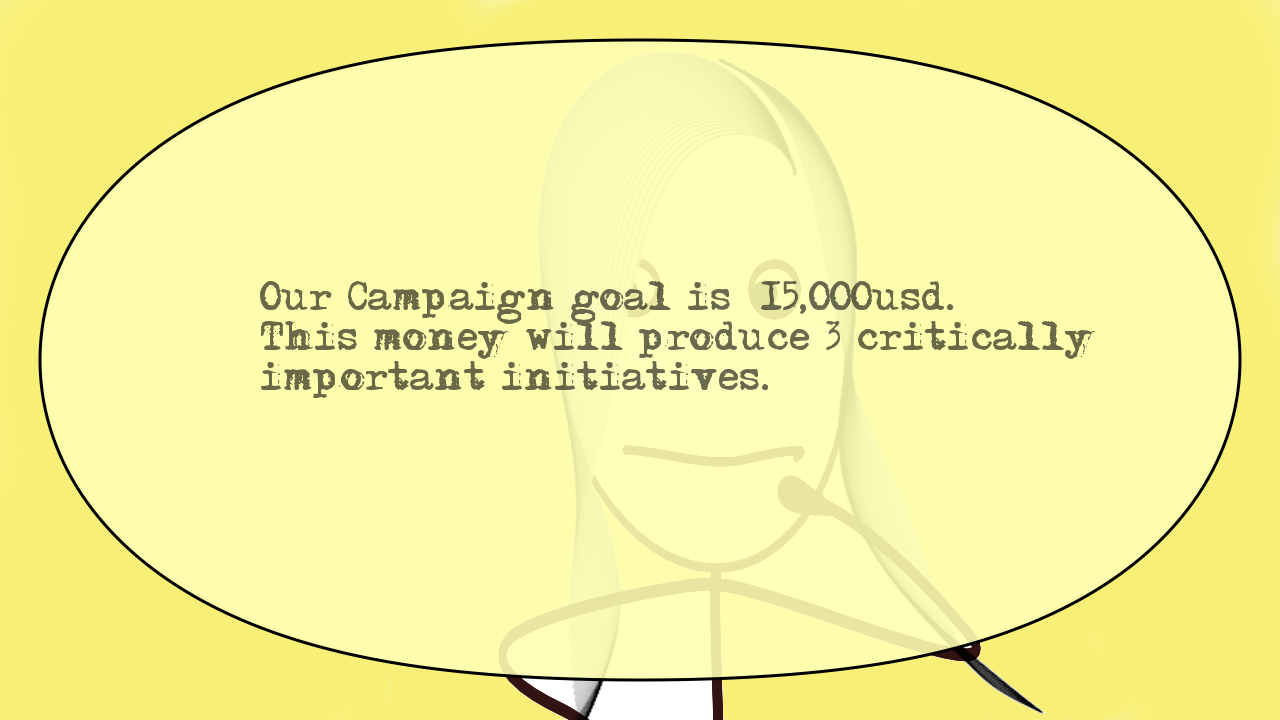 Our Campaign goal is 15,000usd.
This money will produce 3 critically
important initiatives.